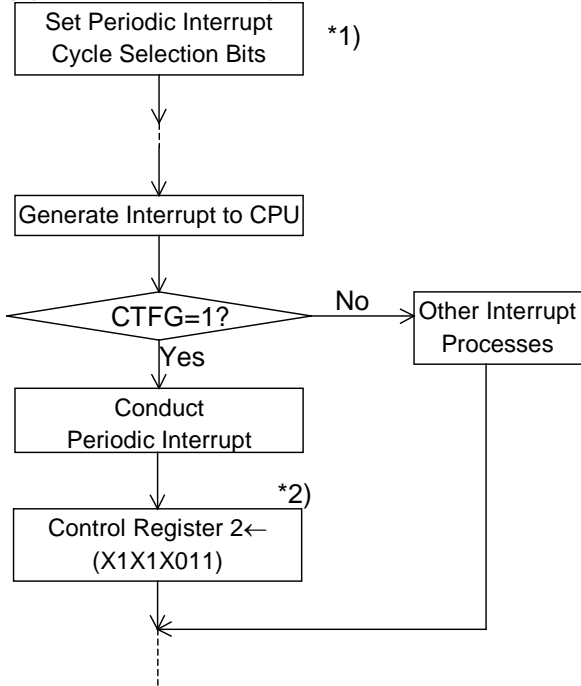 Set Periodic Interrupt
Cycle Selection Bits
*1)
Generate Interrupt to CPU
CTFG=1?
No
Other Interrupt
Processes
Yes
Conduct
Periodic Interrupt
*2)
Control Register 2←
(X1X1X011)